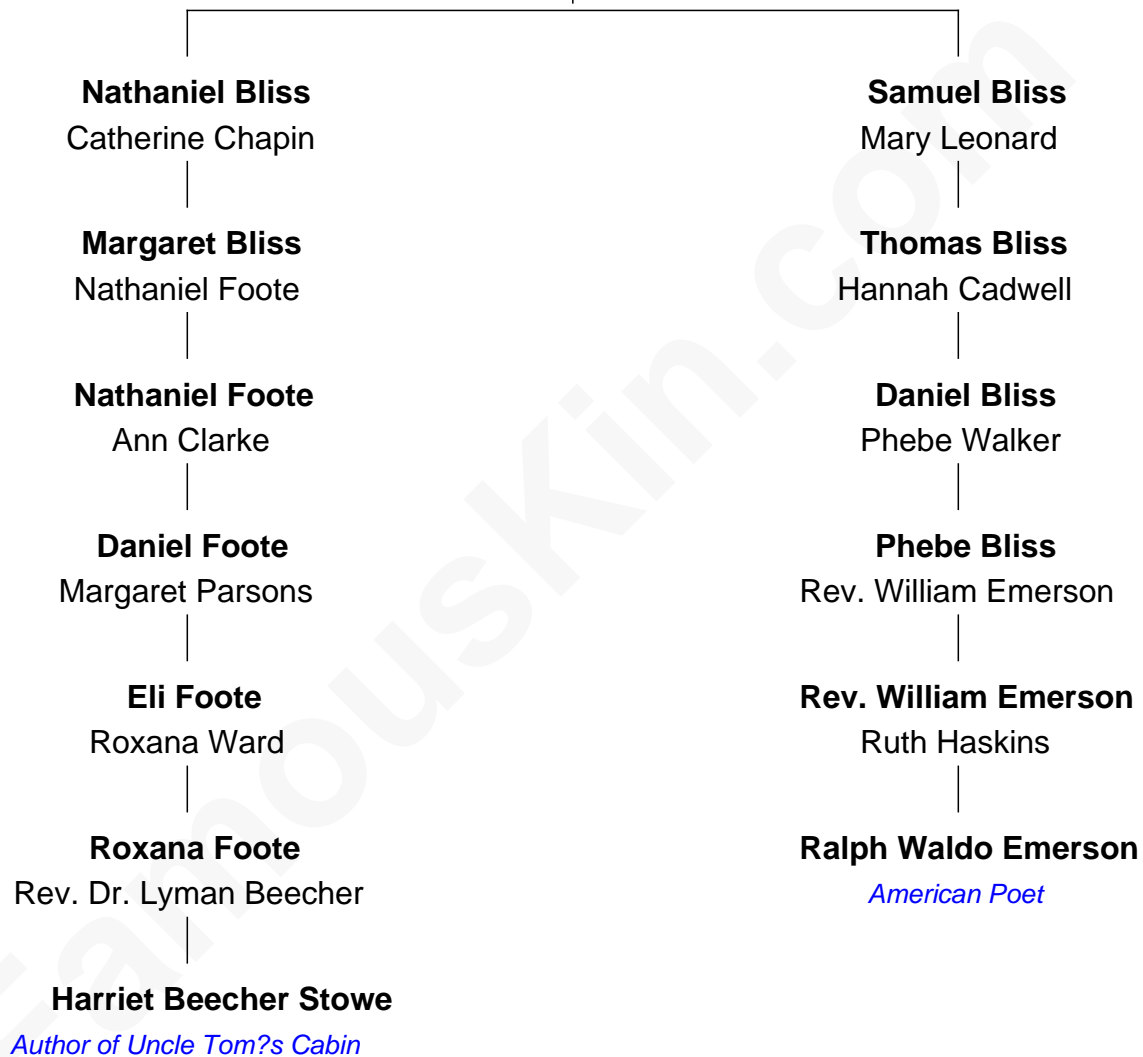 Nathaniel Bliss
Catherine Chapin
Samuel Bliss
Mary Leonard
Margaret Bliss
Nathaniel Foote
Thomas Bliss
Hannah Cadwell
Nathaniel Foote
Ann Clarke
Daniel Bliss
Phebe Walker
Daniel Foote
Margaret Parsons
Phebe Bliss
Rev. William Emerson
Eli Foote
Roxana Ward
Rev. William Emerson
Ruth Haskins
Roxana Foote
Rev. Dr. Lyman Beecher
Ralph Waldo Emerson
American Poet
Harriet Beecher Stowe
Author of Uncle Tom?s Cabin
FamousKin.com